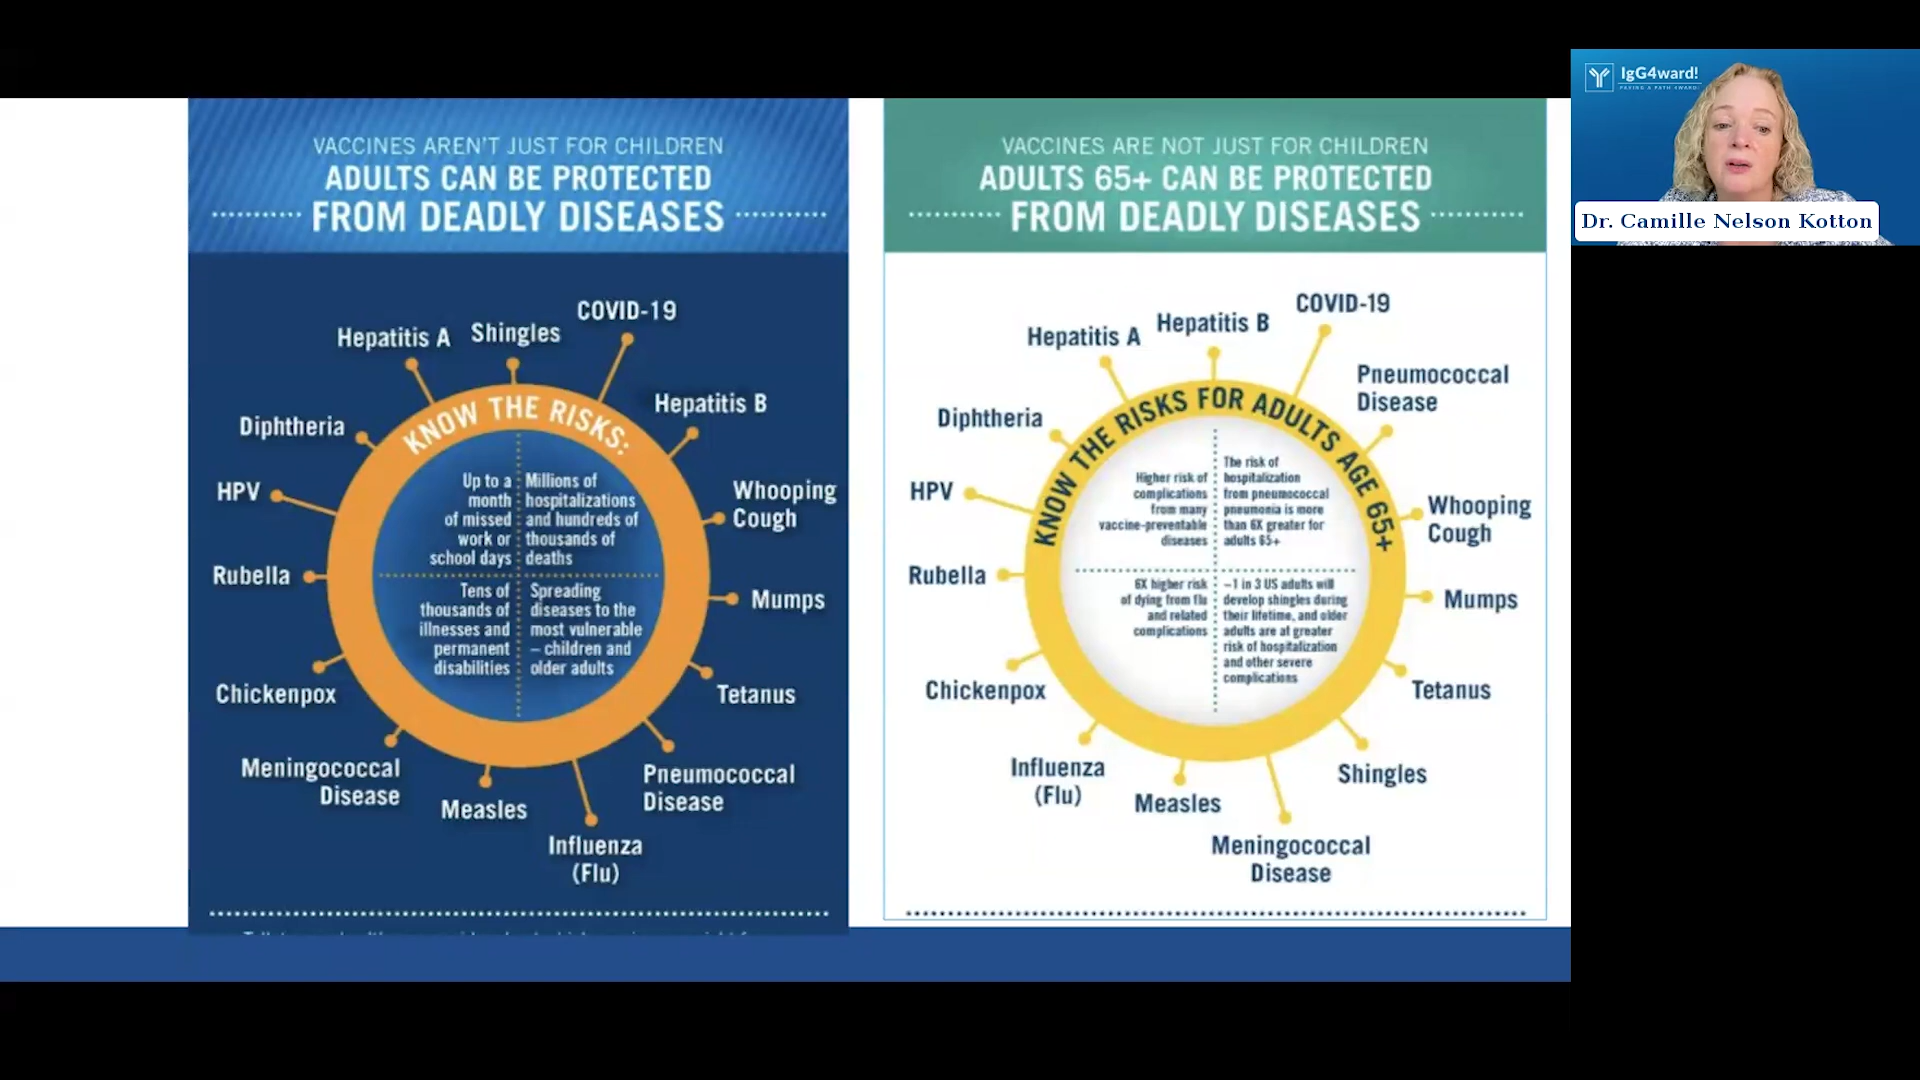 VACCINES AREN'T JUST FOR CHILDREN
ADULTS CAN BE PROTECTED
FROM DEADLY DISEASES
COVID-19
Shingles
Hepatitis A
Hepatitis B
Diphtheria
HPV
Whooping
Cough
Rubella
Mumps
Chickenpox
Tetanus
Meningococcal
Disease
Measles
Pneumococcal
Disease
Influenza
(Flu)
KNOW THE RISKS:
Up to a
month
of missed
work or
school days
Millions of
hospitalizations
and hundreds of
thousands of
deaths
Tens of
thousands of
illnesses and
permanent
disabilities
Spreading
diseases to the
most vulnerable
– children and
older adults
VACCINES ARE NOT JUST FOR CHILDREN
ADULTS 65+ CAN BE PROTECTED
FROM DEADLY DISEASES
COVID-19
Hepatitis B
Hepatitis A
Pneumococcal
Disease
Diphtheria
HPV
Whooping
Cough
Rubella
Mumps
Chickenpox
Tetanus
Influenza
(Flu)
Measles
Shingles
Meningococcal
Disease
KNOW THE RISKS FOR ADULTS AGE 65+
Higher risk of
complications
from many
vaccine-preventable
diseases
The risk of
hospitalization
from pneumococcal
pneumonia is more
than 6X greater for
adults 65+
6X higher risk
of dying from flu
and related
complications
~1 in 3 US adults will
develop shingles during
their lifetime, and older
adults are at greater
risk of hospitalization
and other severe
complications
IgG4ward!
PAVING A PATH 4WARD!
Dr. Camille Nelson Kotton